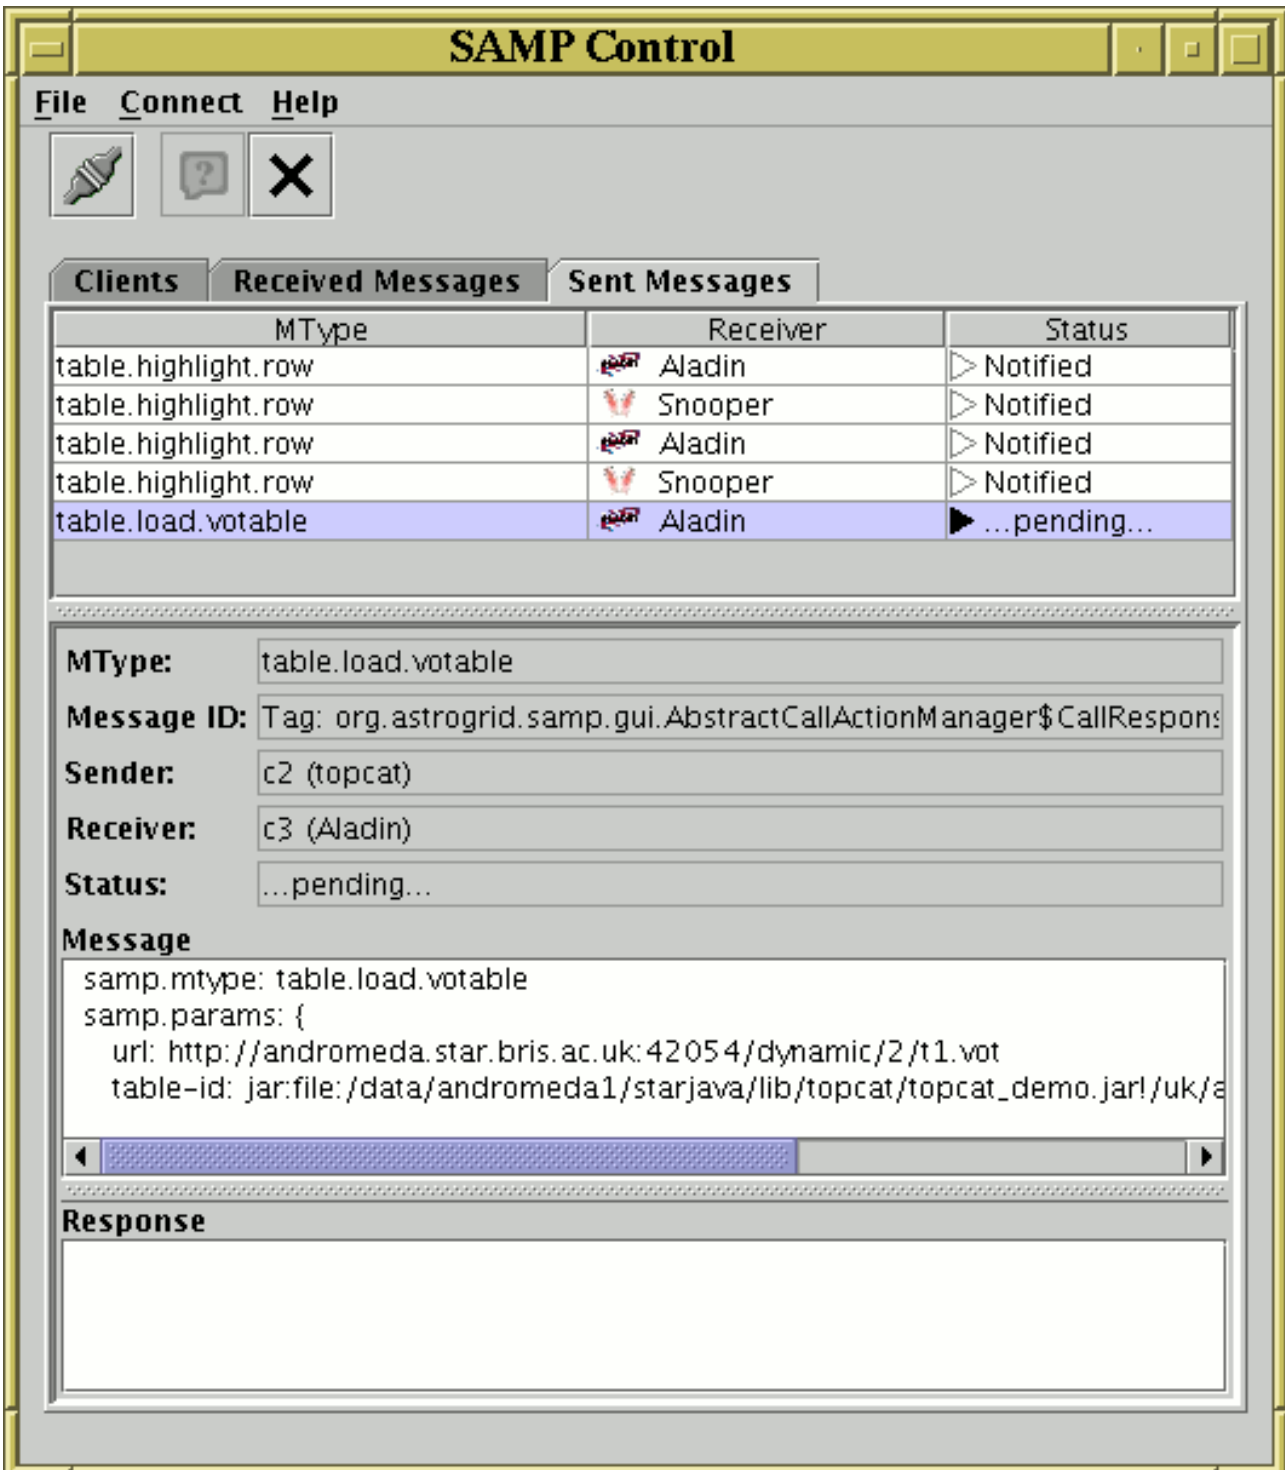 SAMP Control
File Connect Help
Clients Received Messages Sent Messages
MType Receiver Status
table.highlight.row Aladin Notified
table.highlight.row Snooper Notified
table.highlight.row Aladin Notified
table.highlight.row Snooper Notified
table.load.votable Aladin ...pending...
MType: table.load.votable
Message ID: Tag: org.astrogrid.samp.gui.AbstractCallActionManager$CallRespons
Sender: c2 (topcat)
Receiver: c3 (Aladin)
Status: ...pending...
Message
samp.mtype: table.load.votable
samp.params: {
url: http://andromeda.star.bris.ac.uk:42054/dynamic/2/t1.vot
table-id: jar:file:/data/andromeda1/starjava/lib/topcat/topcat_demo.jar!/uk/a
Response